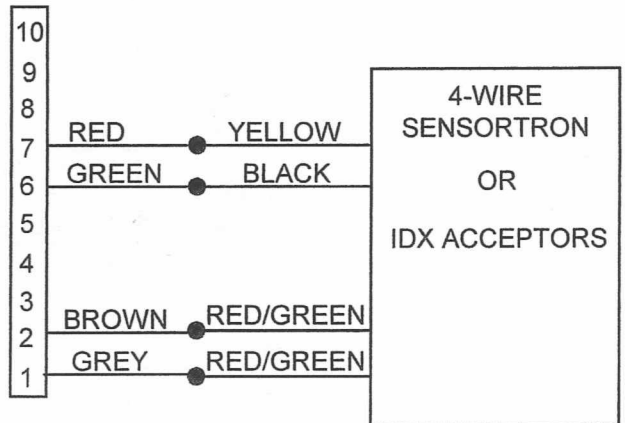 10
9
8
7
6
5
4
3
2
1
RED YELLOW
GREEN BLACK
BROWN RED/GREEN
GREY RED/GREEN
4-WIRE
SENSORTRON
OR
IDX ACCEPTORS